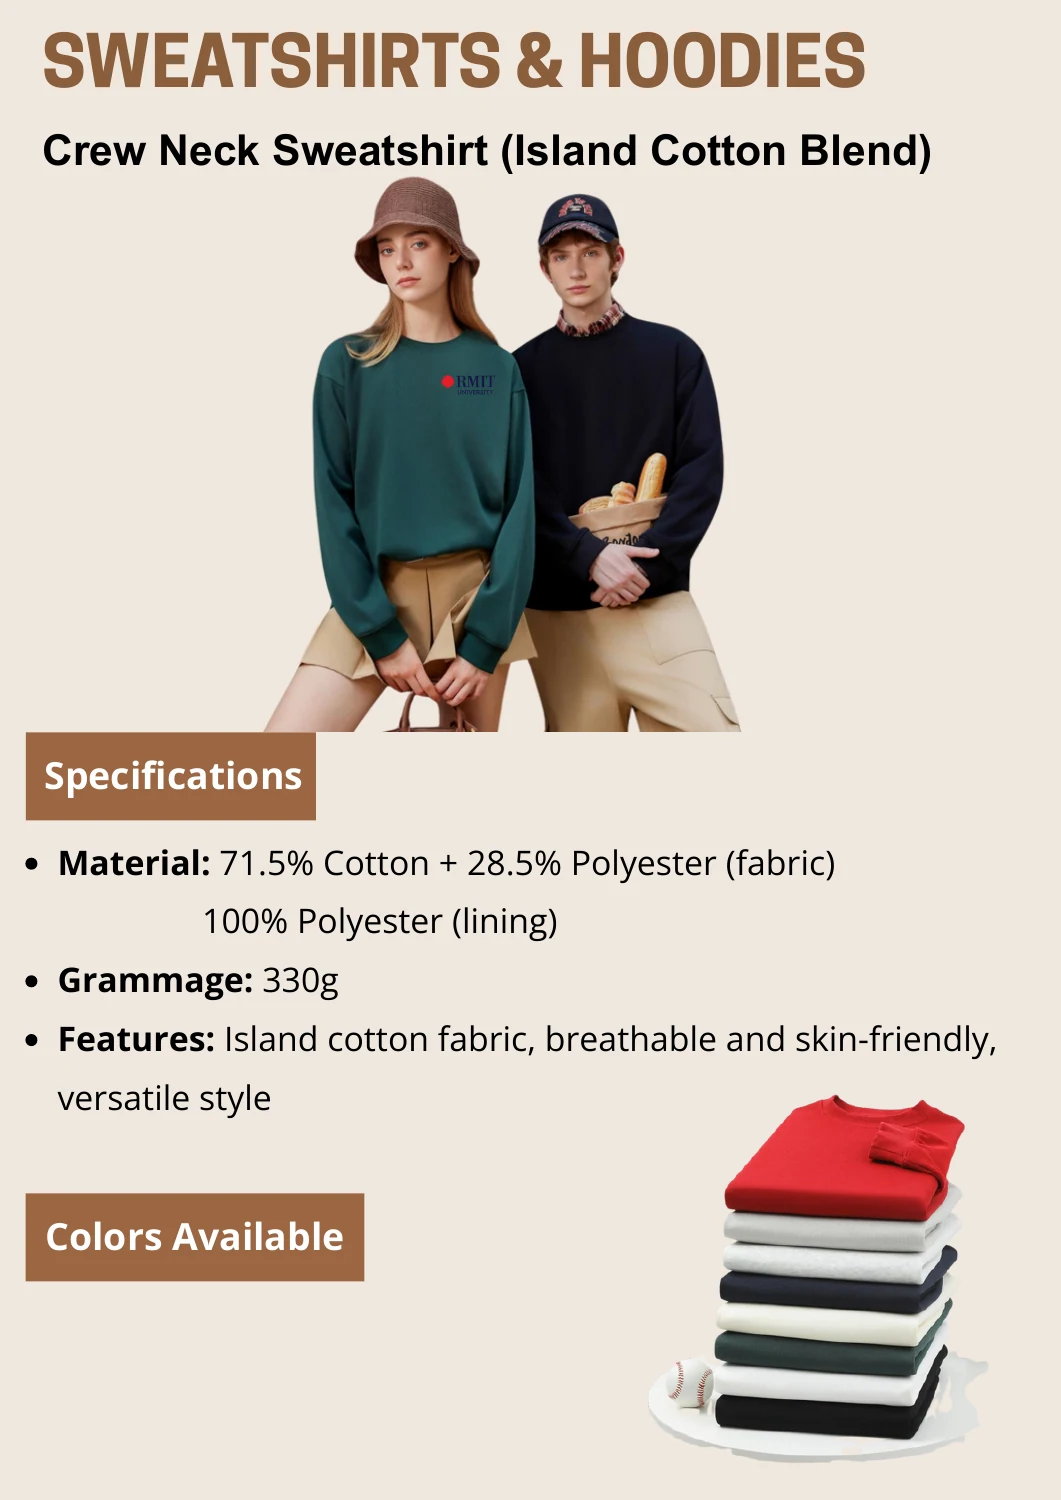 SWEATSHIRTS & HOODIES
Crew Neck Sweatshirt (Island Cotton Blend)
RMIT
UNIVERSITY
Specifications
• Material: 71.5% Cotton + 28.5% Polyester (fabric)
100% Polyester (lining)
• Grammage: 330g
• Features: Island cotton fabric, breathable and skin-friendly,
versatile style
Colors Available